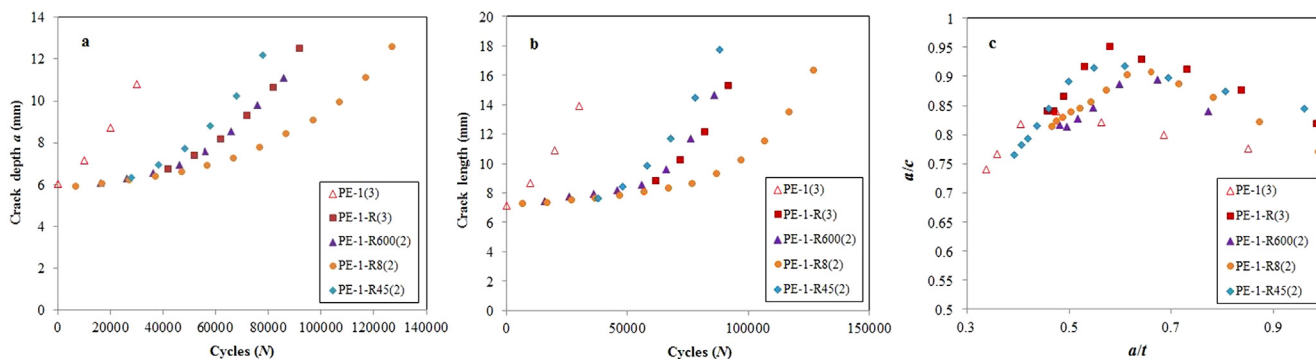 a
Crack depth a (mm)
14
12
10
8
6
4
2
0
0 20000 40000 60000 80000 100000 120000 140000
Cycles (N)
PE-1(3)
PE-1-R(3)
PE-1-R600(2)
PE-1-R8(2)
PE-1-R45(2)
b
Crack length (mm)
20
18
16
14
12
10
8
6
4
2
0
0 50000 100000 150000
Cycles (N)
PE-1(3)
PE-1-R(3)
PE-1-R600(2)
PE-1-R8(2)
PE-1-R45(2)
c
a/c
1
0.95
0.9
0.85
0.8
0.75
0.7
0.65
0.6
0.55
0.5
0.3 0.5 0.7 0.9
a/t
PE-1(3)
PE-1-R(3)
PE-1-R600(2)
PE-1-R8(2)
PE-1-R45(2)